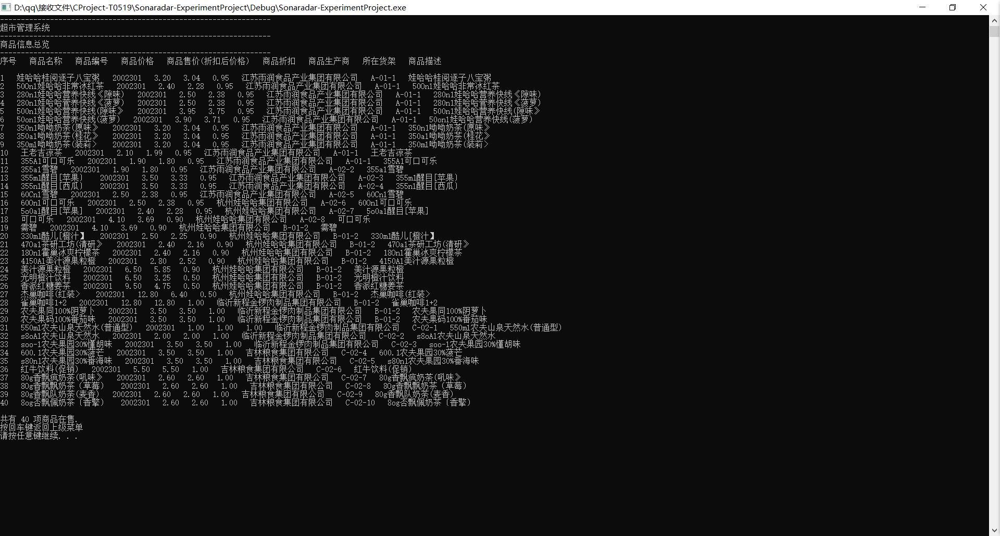 D:\qq\接收文件\CProject-T0519\Sonaradar-ExperimentProject\Debug\Sonaradar-ExperimentProject.exe
-----------------------------------------------------------------
超市管理系统
-----------------------------------------------------------------
商品信息总览
-----------------------------------------------------------------
序号   商品名称   商品编号   商品价格   商品售价(折扣后价格)   商品折扣   商品生产商   所在货架   商品描述
1   娃哈哈桂阅逐子八宝粥   2002301   3.20   3.04   0.95   江苏雨润食品产业集团有限公司   A-01-1   娃哈哈桂阅逐子八宝粥
2   500nl娃哈哈非常冰红茶   2002301   2.40   2.28   0.95   江苏雨润食品产业集团有限公司   A-01-1   500nl娃哈哈非常冰红茶
3   280nl娃哈哈营养快线《隙味)   2002301   2.50   2.38   0.95   江苏雨润食品产业集团有限公司   A-01-1   280nl娃哈哈营养快线《隙味)
4   280nl娃哈哈营养快线《菠萝)   2002301   2.50   2.38   0.95   江苏雨润食品产业集团有限公司   A-01-1   280nl娃哈哈营养快线《菠萝)
5   500nl娃哈哈营养快线(隙味》   2002301   3.95   3.75   0.95   江苏雨润食品产业集团有限公司   A-01-1   500nl娃哈哈营养快线(隙味》
6   50onl娃哈哈营养快线(菠萝)   2002301   3.90   3.71   0.95   江苏雨润食品产业集团有限公司   A-01-1   50onl娃哈哈营养快线(菠萝)
7   350nl呦呦奶茶(愿味》   2002301   3.20   3.04   0.95   江苏雨润食品产业集团有限公司   A-01-1   350nl呦呦奶茶(愿味》
8   350al呦呦奶茶(桂花》   2002301   3.20   3.04   0.95   江苏雨润食品产业集团有限公司   A-01-1   350al呦呦奶茶(桂花》
9   350ml呦呦奶茶(装莉》   2002301   3.20   3.04   0.95   江苏雨润食品产业集团有限公司   A-01-1   350ml呦呦奶茶(装莉》
10   王老吉凉茶   2002301   2.10   1.99   0.95   江苏雨润食品产业集团有限公司   A-01-1   王老吉凉茶
11   355Al可口可乐   2002301   1.90   1.80   0.95   江苏雨润食品产业集团有限公司   A-01-1   355Al可口可乐
12   355al雪碧   2002301   1.90   1.80   0.95   江苏雨润食品产业集团有限公司   A-02-2   355al雪碧
13   355ml醒目[苹果〕   2002301   3.50   3.33   0.95   江苏雨润食品产业集团有限公司   A-02-3   355ml醒目[苹果〕
14   355nl醒目[西瓜〕   2002301   3.50   3.33   0.95   江苏雨润食品产业集团有限公司   A-02-4   355nl醒目[西瓜〕
15   60Cnl雪碧   2002301   2.50   2.38   0.95   江苏雨润食品产业集团有限公司   A-02-5   60Cnl雪碧
16   600nl可口可乐   2002301   2.50   2.38   0.95   杭州娃哈哈集团有限公司   A-02-6   600nl可口可乐
17   5o0al醒目[苹果]   2002301   2.40   2.28   0.95   杭州娃哈哈集团有限公司   A-02-7   5o0al醒目[苹果]
18   可口可乐   2002301   4.10   3.69   0.90   杭州娃哈哈集团有限公司   A-02-8   可口可乐
19   需碧   2002301   4.10   3.69   0.90   杭州娃哈哈集团有限公司   B-01-2   需碧
20   330ml酷儿[橙汁】   2002301   2.50   2.25   0.90   杭州娃哈哈集团有限公司   B-01-2   330ml酷儿[橙汁】
21   470al茶研工坊(清研》   2002301   2.40   2.16   0.90   杭州娃哈哈集团有限公司   B-01-2   470al茶研工坊(清研》
22   180nl霍巢冰爽柠檬茶   2002301   2.40   2.16   0.90   杭州娃哈哈集团有限公司   B-01-2   180nl霍巢冰爽柠檬茶
23   4150Al美汁源果粒橙   2002301   2.80   2.52   0.90   杭州娃哈哈集团有限公司   B-01-2   4150Al美汁源果粒橙
24   美汁源果粒橙   2002301   6.50   5.85   0.90   杭州娃哈哈集团有限公司   B-01-2   美汁源果粒橙
25   光明橙汁饮料   2002301   6.50   3.25   0.50   杭州娃哈哈集团有限公司   B-01-2   光明橙汁饮料
26   香派红糖姜茶   2002301   9.50   4.75   0.50   杭州娃哈哈集团有限公司   B-01-2   香派红糖姜茶
27   杰巢咖啡(红装>   2002301   12.80   6.40   0.50   杭州娃哈哈集团有限公司   B-01-2   杰巢咖啡(红装>
28   雀巢咖啡1+2   2002301   12.80   12.80   1.00   临沂新程金锣肉制品集团有限公司   B-01-2   雀巢咖啡1+2
29   农夫果同100%阴萝卜   2002301   3.50   3.50   1.00   临沂新程金锣肉制品集团有限公司   B-01-2   农夫果同100%阴萝卜
30   农夫果码100%番茄味   2002301   3.50   3.50   1.00   临沂新程金锣肉制品集团有限公司   B-01-2   农夫果码100%番茄味
31   550ml农夫山泉天然水(普通型)   2002301   1.00   1.00   1.00   临沂新程金锣肉制品集团有限公司   C-02-1   550ml农夫山泉天然水(普通型)
32   s8oAl农夫山泉天然水   2002301   2.00   2.00   1.00   临沂新程金锣肉制品集团有限公司   C-02-2   s8oAl农夫山泉天然水
33   soo-1农夫果园30%懂胡味   2002301   3.50   3.50   1.00   临沂新程金锣肉制品集团有限公司   C-02-3   soo-1农夫果园30%懂胡味
34   600.1农夫果园30%菠芒   2002301   3.50   3.50   1.00   吉林粮食集团有限公司   C-02-4   600.1农夫果园30%菠芒
35   s80nl农夫果园30%番海味   2002301   3.50   3.50   1.00   吉林粮食集团有限公司   C-02-5   s80nl农夫果园30%番海味
36   红牛饮料(促销)   2002301   5.50   5.50   1.00   吉林粮食集团有限公司   C-02-6   红牛饮料(促销)
37   80g香飘疯奶茶(吼味》   2002301   2.60   2.60   1.00   吉林粮食集团有限公司   C-02-7   80g香飘疯奶茶(吼味》
38   80g香飘飘奶茶（草莓）   2002301   2.60   2.60   1.00   吉林粮食集团有限公司   C-02-8   80g香飘飘奶茶（草莓）
39   80g香飘队奶茶(麦香)   2002301   2.60   2.60   1.00   吉林粮食集团有限公司   C-02-9   80g香飘队奶茶(麦香)
40   8og否飘佩奶茶〔香擎）   2002301   2.60   2.60   1.00   吉林粮食集团有限公司   C-02-10   8og否飘佩奶茶〔香擎）
共有 40 项商品在售.
按回车键返回上级菜单
请按任意键继续. . .